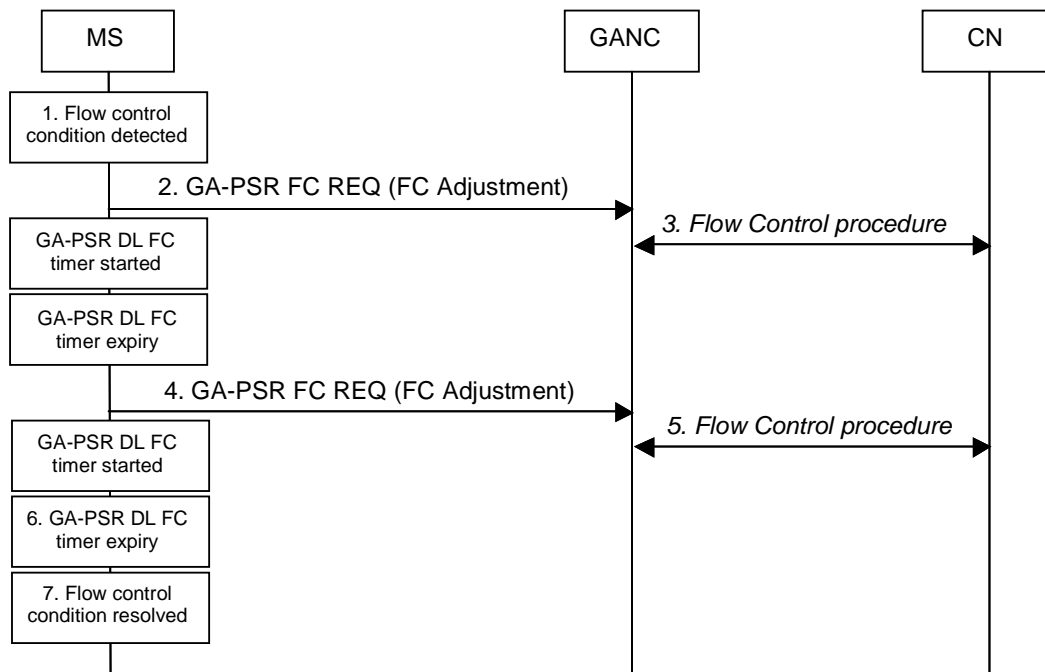 MS
GANC
CN
1. Flow control
condition detected
2. GA-PSR FC REQ (FC Adjustment)
3. Flow Control procedure
GA-PSR DL FC
timer started
GA-PSR DL FC
timer expiry
4. GA-PSR FC REQ (FC Adjustment)
5. Flow Control procedure
GA-PSR DL FC
timer started
6. GA-PSR DL FC
timer expiry
7. Flow control
condition resolved